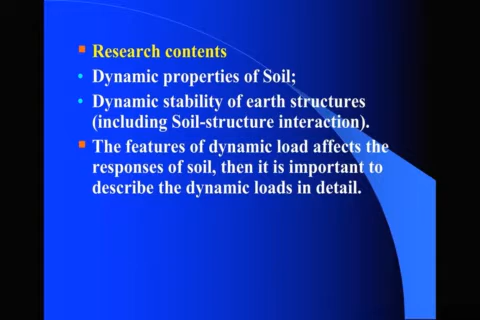 Research contents
Dynamic properties of Soil;
Dynamic stability of earth structures
(including Soil-structure interaction).
The features of dynamic load affects the
responses of soil, then it is important to
describe the dynamic loads in detail.